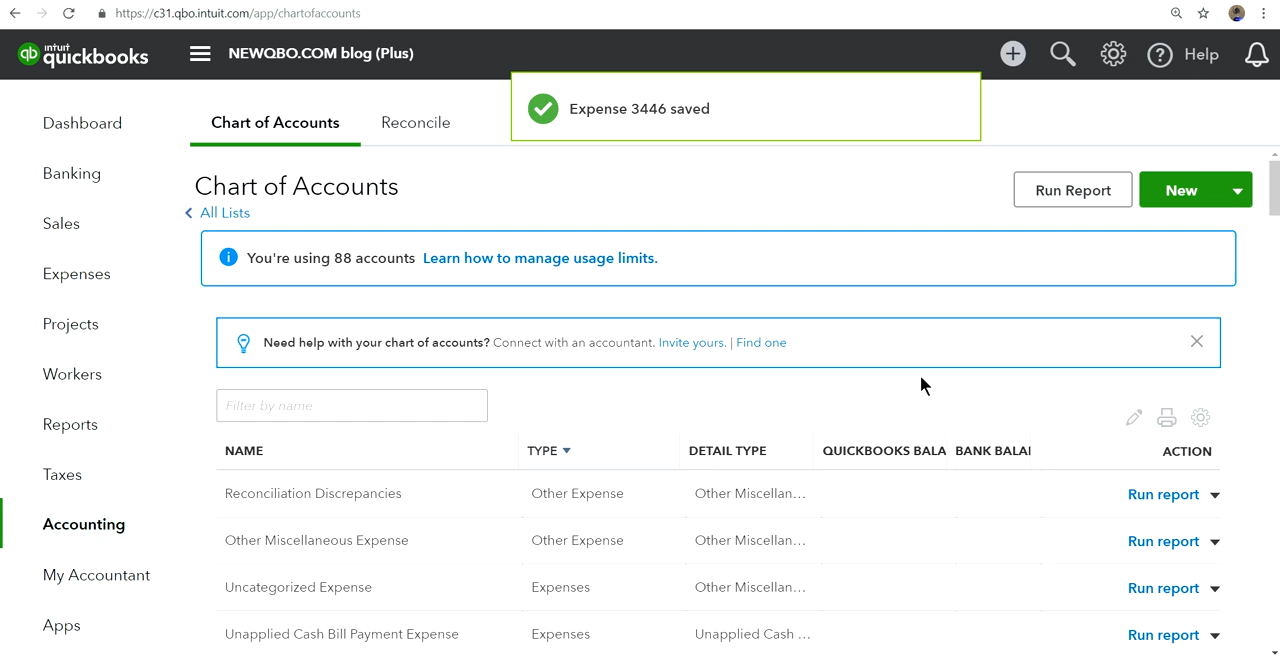 https://c31.qbo.intuit.com/app/chartofaccounts
qb intuit quickbooks NEWQBO.COM blog (Plus) Help
Expense 3446 saved
Dashboard
Banking
Sales
Expenses
Projects
Workers
Reports
Taxes
Accounting
My Accountant
Apps
Chart of Accounts Reconcile
Chart of Accounts
All Lists
Run Report New
You're using 88 accounts Learn how to manage usage limits.
Need help with your chart of accounts? Connect with an accountant. Invite yours. | Find one
Filter by name
NAME TYPE DETAIL TYPE QUICKBOOKS BALA BANK BALAI ACTION
Reconciliation Discrepancies Other Expense Other Miscellan... Run report
Other Miscellaneous Expense Other Expense Other Miscellan... Run report
Uncategorized Expense Expenses Other Miscellan... Run report
Unapplied Cash Bill Payment Expense Expenses Unapplied Cash ... Run report